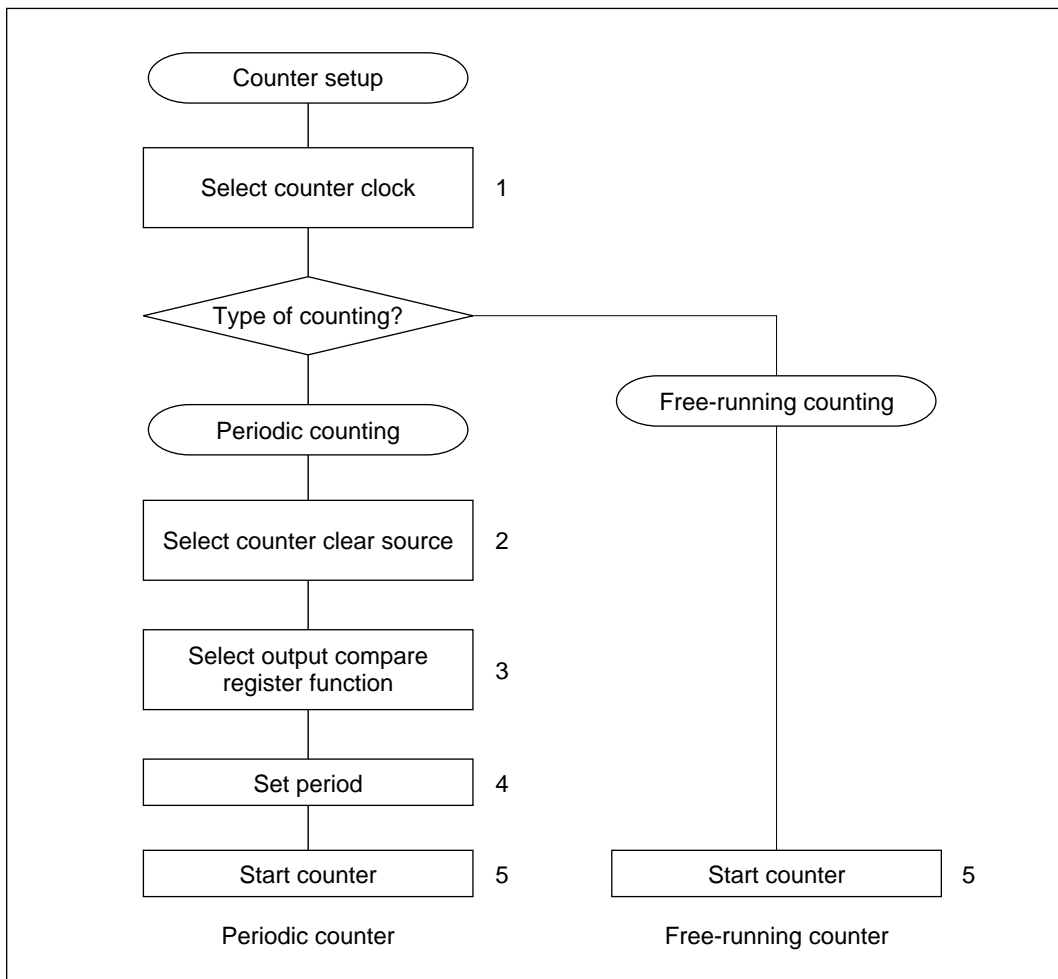 Counter setup
Select counter clock
1
Type of counting?
Free-running counting
Periodic counting
Select counter clear source
2
Select output compare
register function
3
Set period
4
Start counter
5
Start counter
5
Periodic counter
Free-running counter